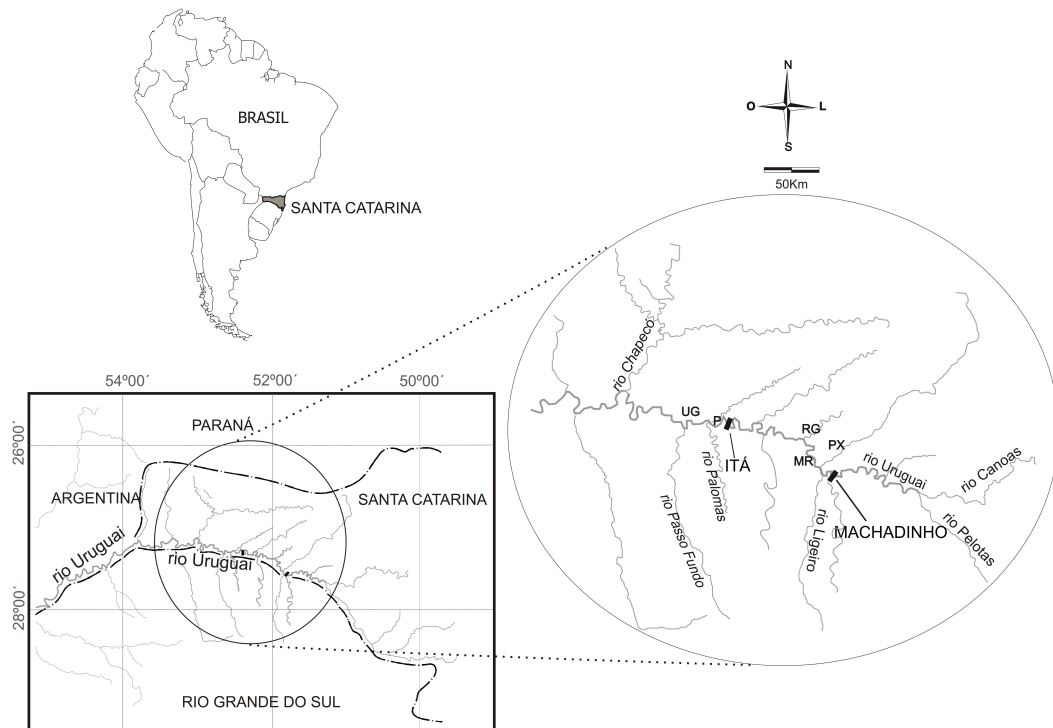 BRASIL
SANTA CATARINA
N
O
L
S
50Km
54º00´
52º00´
50º00´
26º00´
28º00´
PARANÁ
ARGENTINA
SANTA CATARINA
rio Uruguai
rio Uruguai
RIO GRANDE DO SUL
rio Chapecó
UG
P
ITÁ
RG
PX
MR
rio Uruguai
rio Canoas
rio Palomas
MACHADINHO
rio Passo Fundo
rio Ligeiro
rio Pelotas